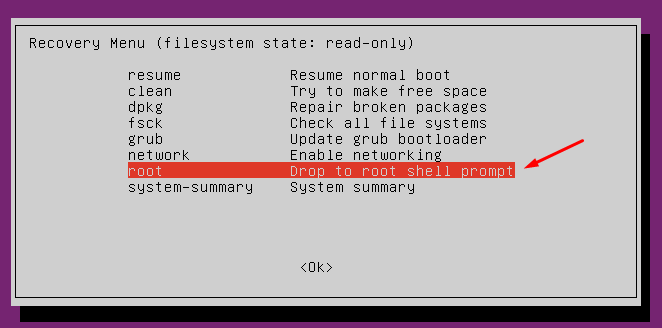 Recovery Menu (filesystem state: read-only)
resume Resume normal boot
clean Try to make free space
dpkg Repair broken packages
fsck Check all file systems
grub Update grub bootloader
network Enable networking
root Drop to root shell prompt
system-summary System summary
<Ok>